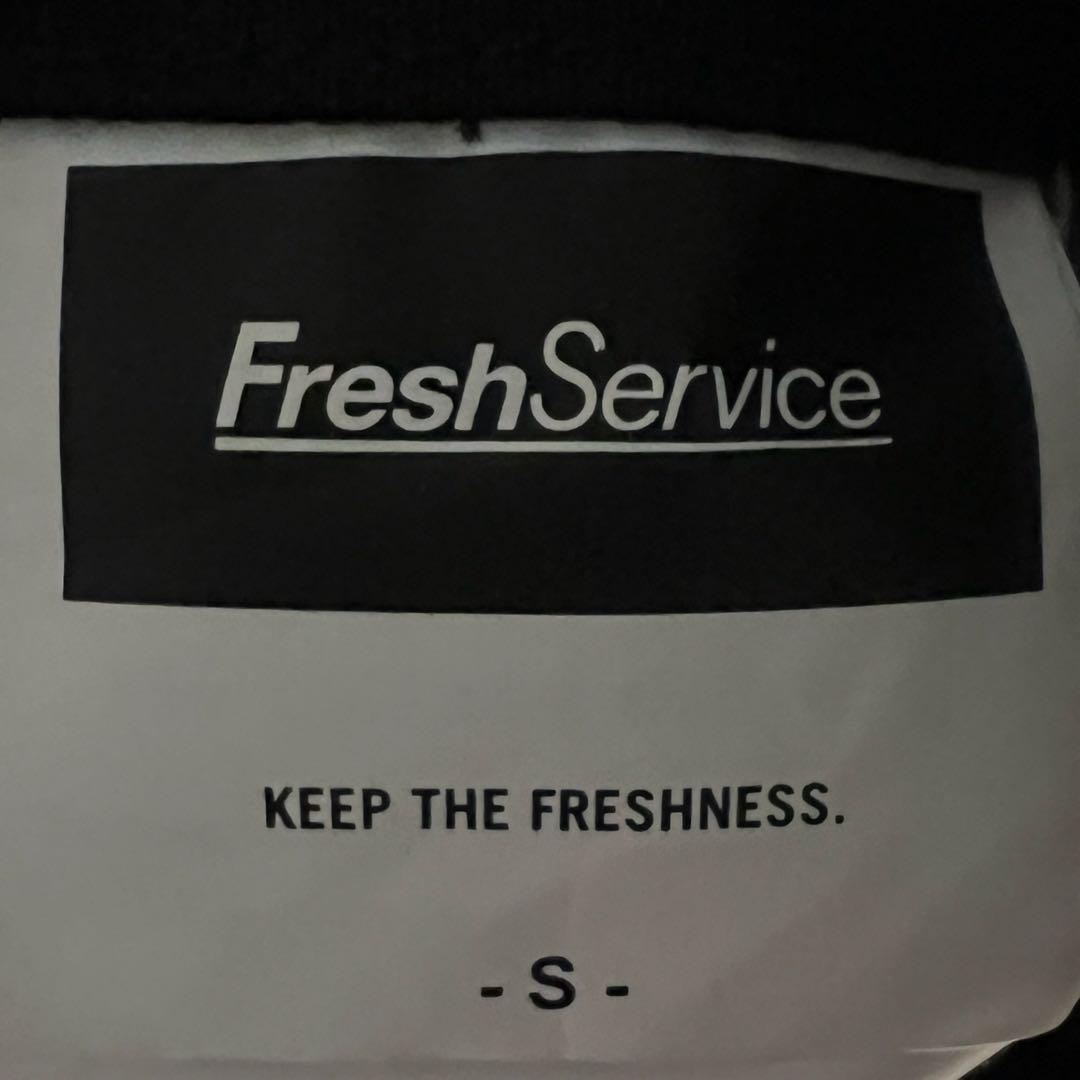 FreshService
KEEP THE FRESHNESS.
- S -